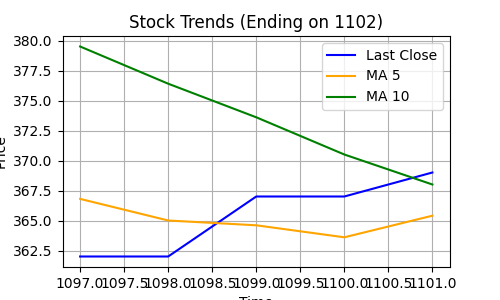 Stock Trends (Ending on 1102)
380.0
377.5
375.0
372.5
370.0
367.5
365.0
362.5
Price
Last Close
MA 5
MA 10
1097.0 1097.5 1098.0 1098.5 1099.0 1099.5 1100.0 1100.5 1101.0
Time